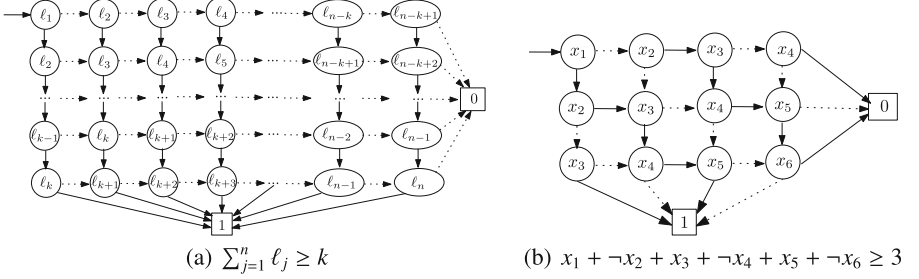 ℓ₁ ℓ₂ ℓ₃ ℓ₄ ... ℓₙ₋ₖ ℓₙ₋ₖ₊₁
ℓ₂ ℓ₃ ℓ₄ ℓ₅ ... ℓₙ₋ₖ₊₁ ℓₙ₋ₖ₊₂
... ... ... ... ... ... ...
0
ℓₖ₋₁ ℓₖ ℓₖ₊₁ ℓₖ₊₂ ... ℓₙ₋₂ ℓₙ₋₁
ℓₖ ℓₖ₊₁ ℓₖ₊₂ ℓₖ₊₃ ... ℓₙ₋₁ ℓₙ
1
(a) ∑ⁿⱼ₌₁ ℓⱼ ≥ k
x₁ x₂ x₃ x₄
x₂ x₃ x₄ x₅ 0
x₃ x₄ x₅ x₆
1
(b) x₁ + ¬x₂ + x₃ + ¬x₄ + x₅ + ¬x₆ ≥ 3